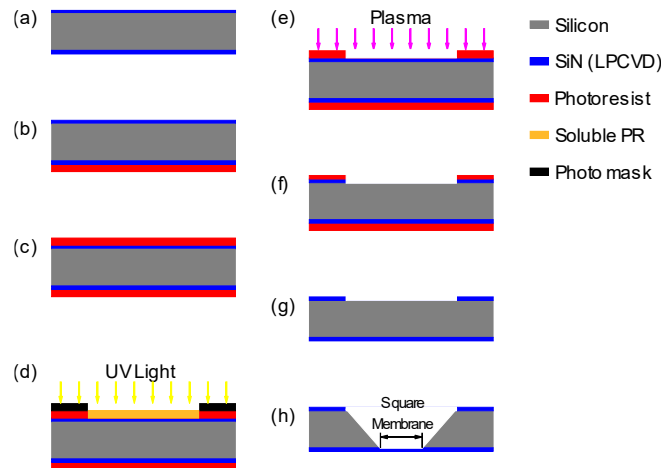 (a)
(b)
(c)
(d)
UV Light
(e)
Plasma
(f)
(g)
(h)
Square
Membrane
Silicon
SiN (LPCVD)
Photoresist
Soluble PR
Photo mask